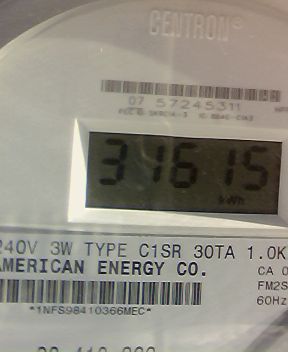 CENTRON®
07 57245311
31615
kWh
240V 3W TYPE C1SR 30TA 1.0K
AMERICAN ENERGY CO.
CA 0
FM2S
60Hz
*1NFS98410366MEC*